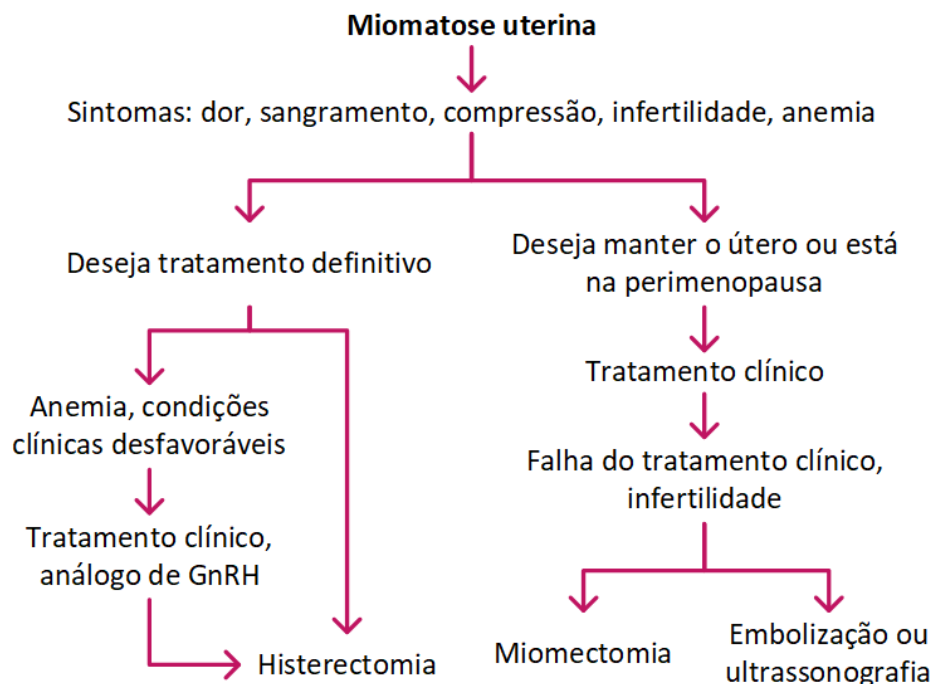 Miomatose uterina
Sintomas: dor, sangramento, compressão, infertilidade, anemia
Deseja tratamento definitivo
Deseja manter o útero ou está
na perimenopausa
Anemia, condições
clínicas desfavoráveis
Tratamento clínico
Tratamento clínico,
análogo de GnRH
Falha do tratamento clínico,
infertilidade
Histerectomia
Miomectomia
Embolização ou
ultrassonografia